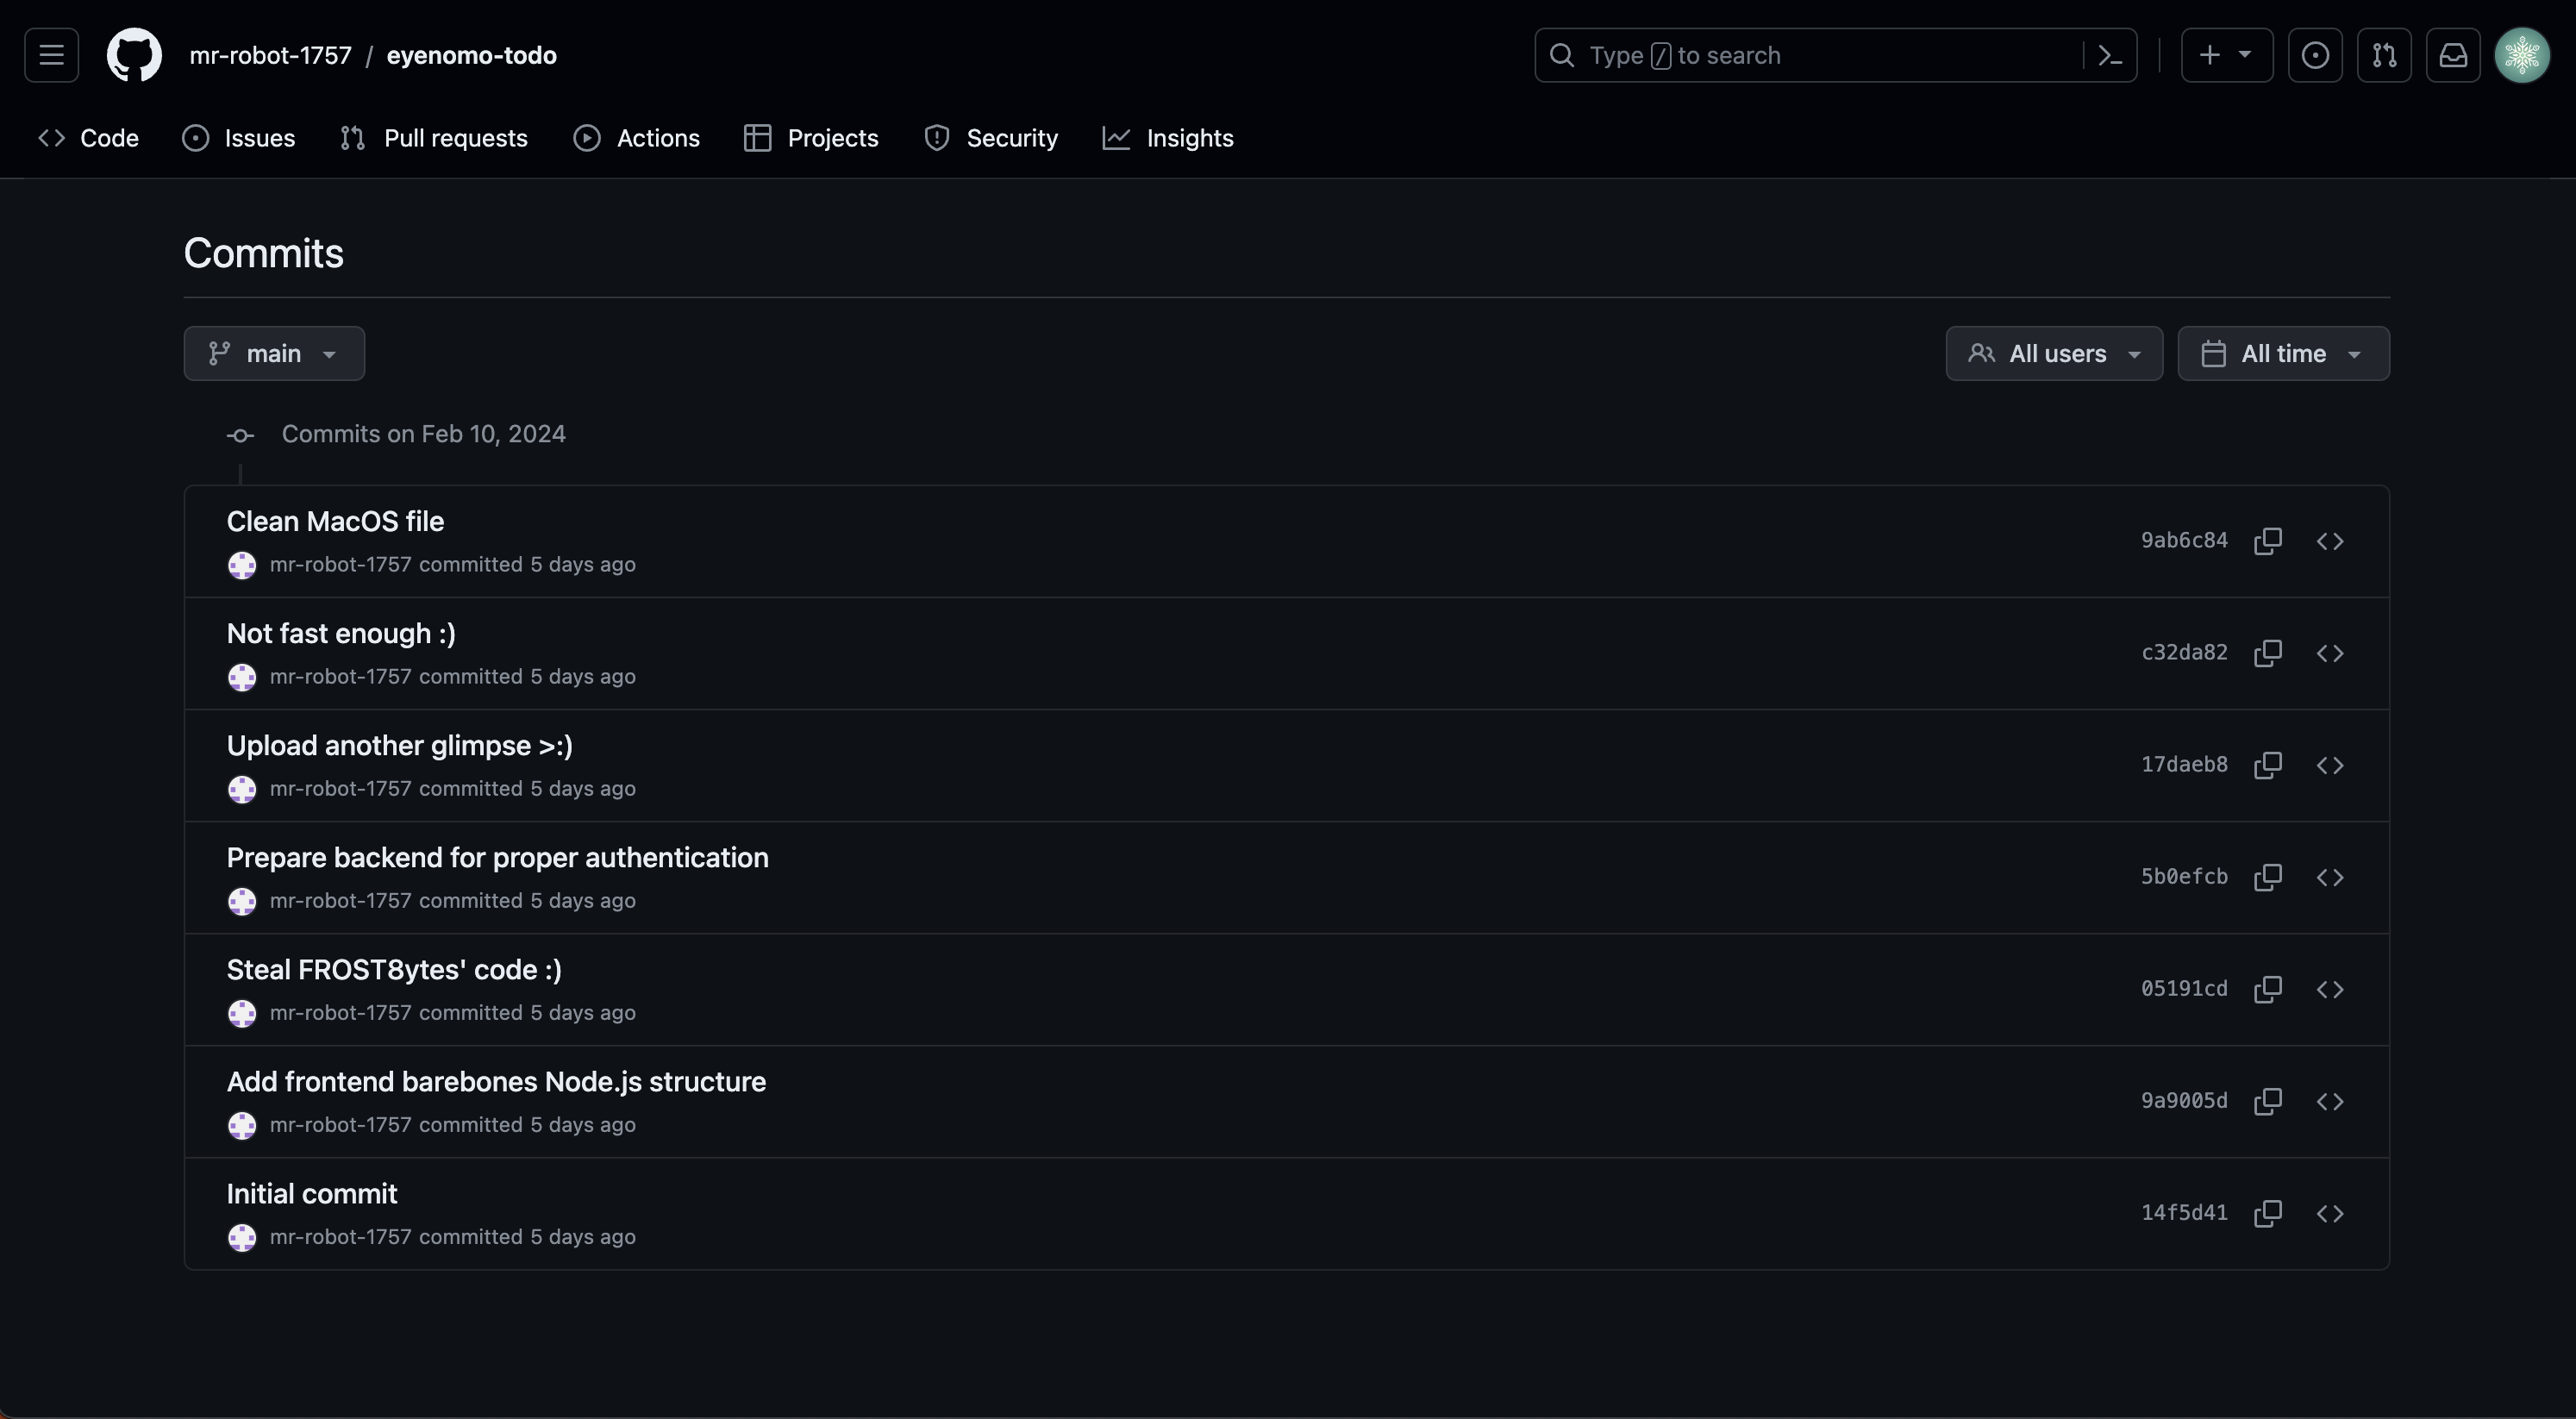 mr-robot-1757 / eyenomo-todo
Type / to search
Code Issues Pull requests Actions Projects Security Insights
Commits
main All users All time
Commits on Feb 10, 2024
Clean MacOS file
mr-robot-1757 committed 5 days ago
9ab6c84
Not fast enough :)
mr-robot-1757 committed 5 days ago
c32da82
Upload another glimpse >:)
mr-robot-1757 committed 5 days ago
17daeb8
Prepare backend for proper authentication
mr-robot-1757 committed 5 days ago
5b0efcb
Steal FROST8ytes' code :)
mr-robot-1757 committed 5 days ago
05191cd
Add frontend barebones Node.js structure
mr-robot-1757 committed 5 days ago
9a9005d
Initial commit
mr-robot-1757 committed 5 days ago
14f5d41